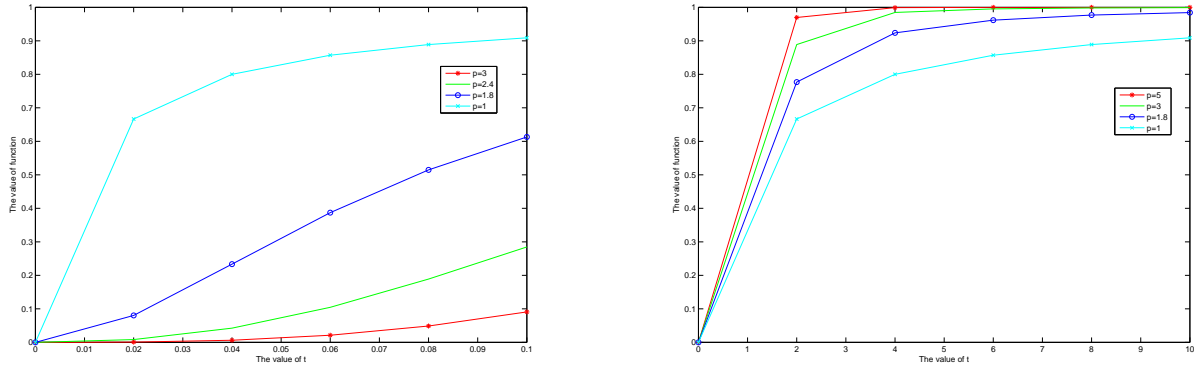 1
0.9
0.8
0.7
0.6
0.5
0.4
0.3
0.2
0.1
0
The value of function
0 0.01 0.02 0.03 0.04 0.05 0.06 0.07 0.08 0.09 0.1
The value of t
p=3
p=2.4
p=1.8
p=1
1
0.9
0.8
0.7
0.6
0.5
0.4
0.3
0.2
0.1
0
The value of function
0 1 2 3 4 5 6 7 8 9 10
The value of t
p=5
p=3
p=1.8
p=1